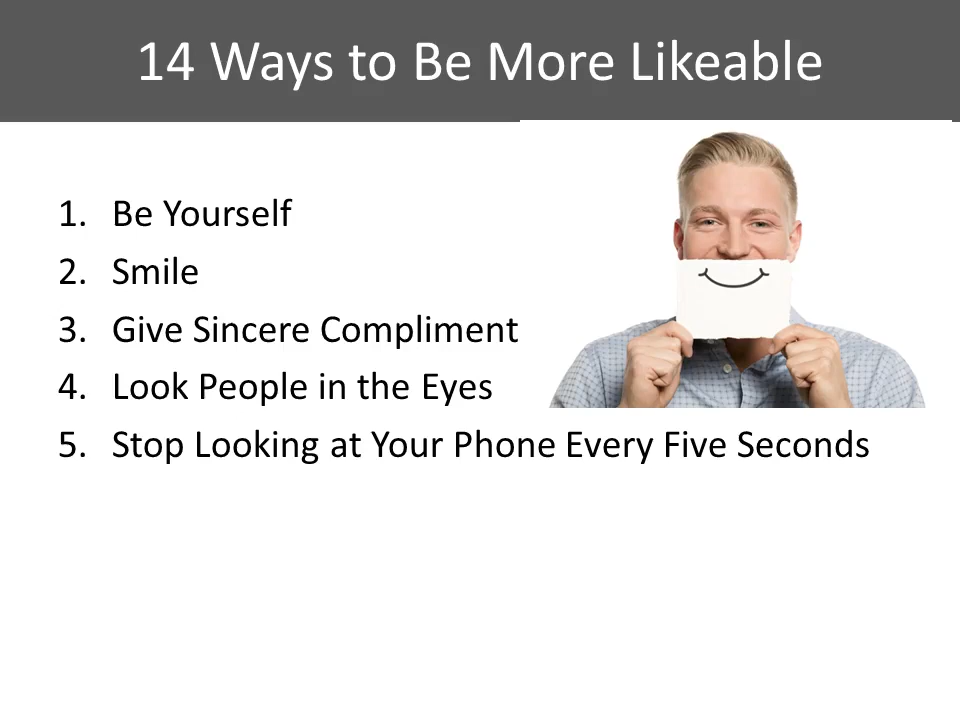 14 Ways to Be More Likeable
1. Be Yourself
2. Smile
3. Give Sincere Compliment
4. Look People in the Eyes
5. Stop Looking at Your Phone Every Five Seconds